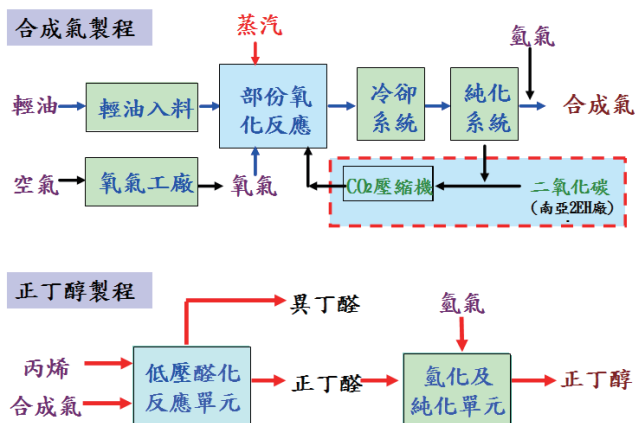 合成氣製程
蒸汽
氫氣
輕油
輕油入料
部份氧
化反應
冷卻
系統
純化
系統
合成氣
空氣
氧氣工廠
氧氣
CO2壓縮機
二氧化碳
(南亞2EH廠)
正丁醇製程
異丁醛
氫氣
丙烯
合成氣
低壓醛化
反應單元
正丁醛
氫化及
純化單元
正丁醇